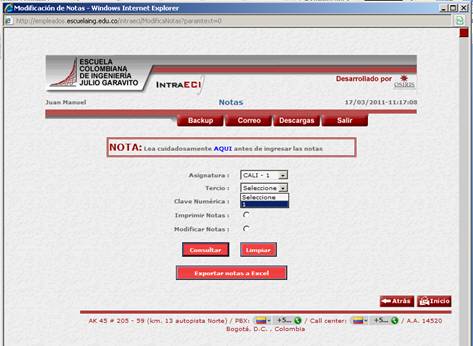 Modificación de Notas - Windows Internet Explorer
http://empleados.escuelaing.edu.co/intraeci/ModificaNotas?paramtext=0
ESCUELA
COLOMBIANA
DE INGENIERÍA
JULIO GARAVITO
INTRAECI
Desarrollado por
OSIRIS
Juan Manuel
Notas
17/03/2011-11:17:08
Backup Correo Descargas Salir
NOTA: Lea cuidadosamente AQUI antes de ingresar las notas
Asignatura : CALI - 1
Tercio : Seleccione
Seleccione
Clave Numérica : 1
Imprimir Notas :
Modificar Notas :
Consultar Limpiar
Exportar notas a Excel
Atrás Inicio
AK 45 # 205 - 59 (km. 13 autopista Norte) / PBX: +5... / Call center: +5... / A.A. 14520
Bogotá. D.C. , Colombia